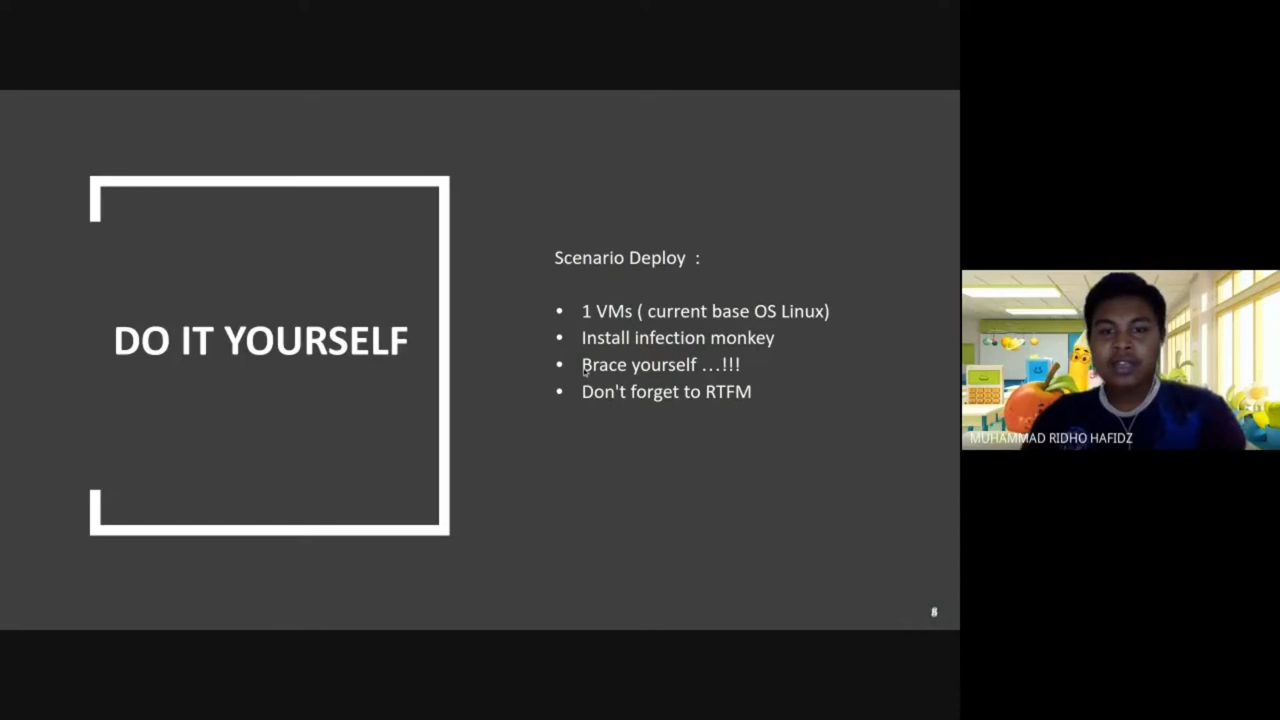 DO IT YOURSELF
Scenario Deploy :
• 1 VMs ( current base OS Linux)
• Install infection monkey
• Brace yourself ...!!!
• Don't forget to RTFM
MUHAMMAD RIDHO HAFIDZ